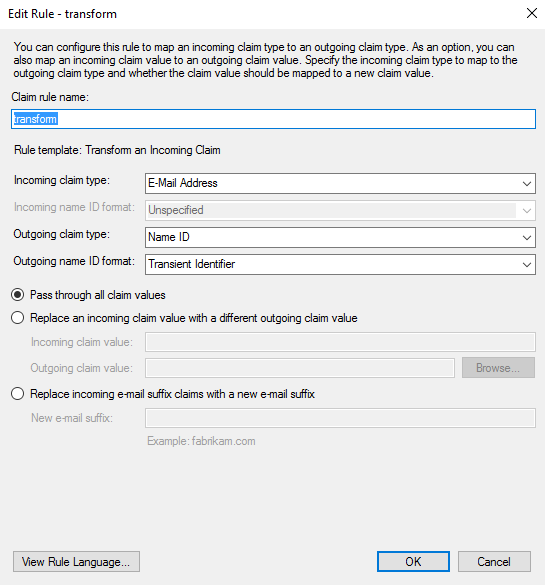 Edit Rule - transform
You can configure this rule to map an incoming claim type to an outgoing claim type. As an option, you can
also map an incoming claim value to an outgoing claim value. Specify the incoming claim type to map to the
outgoing claim type and whether the claim value should be mapped to a new claim value.
Claim rule name:
transform
Rule template: Transform an Incoming Claim
Incoming claim type: E-Mail Address
Incoming name ID format: Unspecified
Outgoing claim type: Name ID
Outgoing name ID format: Transient Identifier
Pass through all claim values
Replace an incoming claim value with a different outgoing claim value
Incoming claim value:
Outgoing claim value: Browse...
Replace incoming e-mail suffix claims with a new e-mail suffix
New e-mail suffix:
Example: fabrikam.com
View Rule Language... OK Cancel